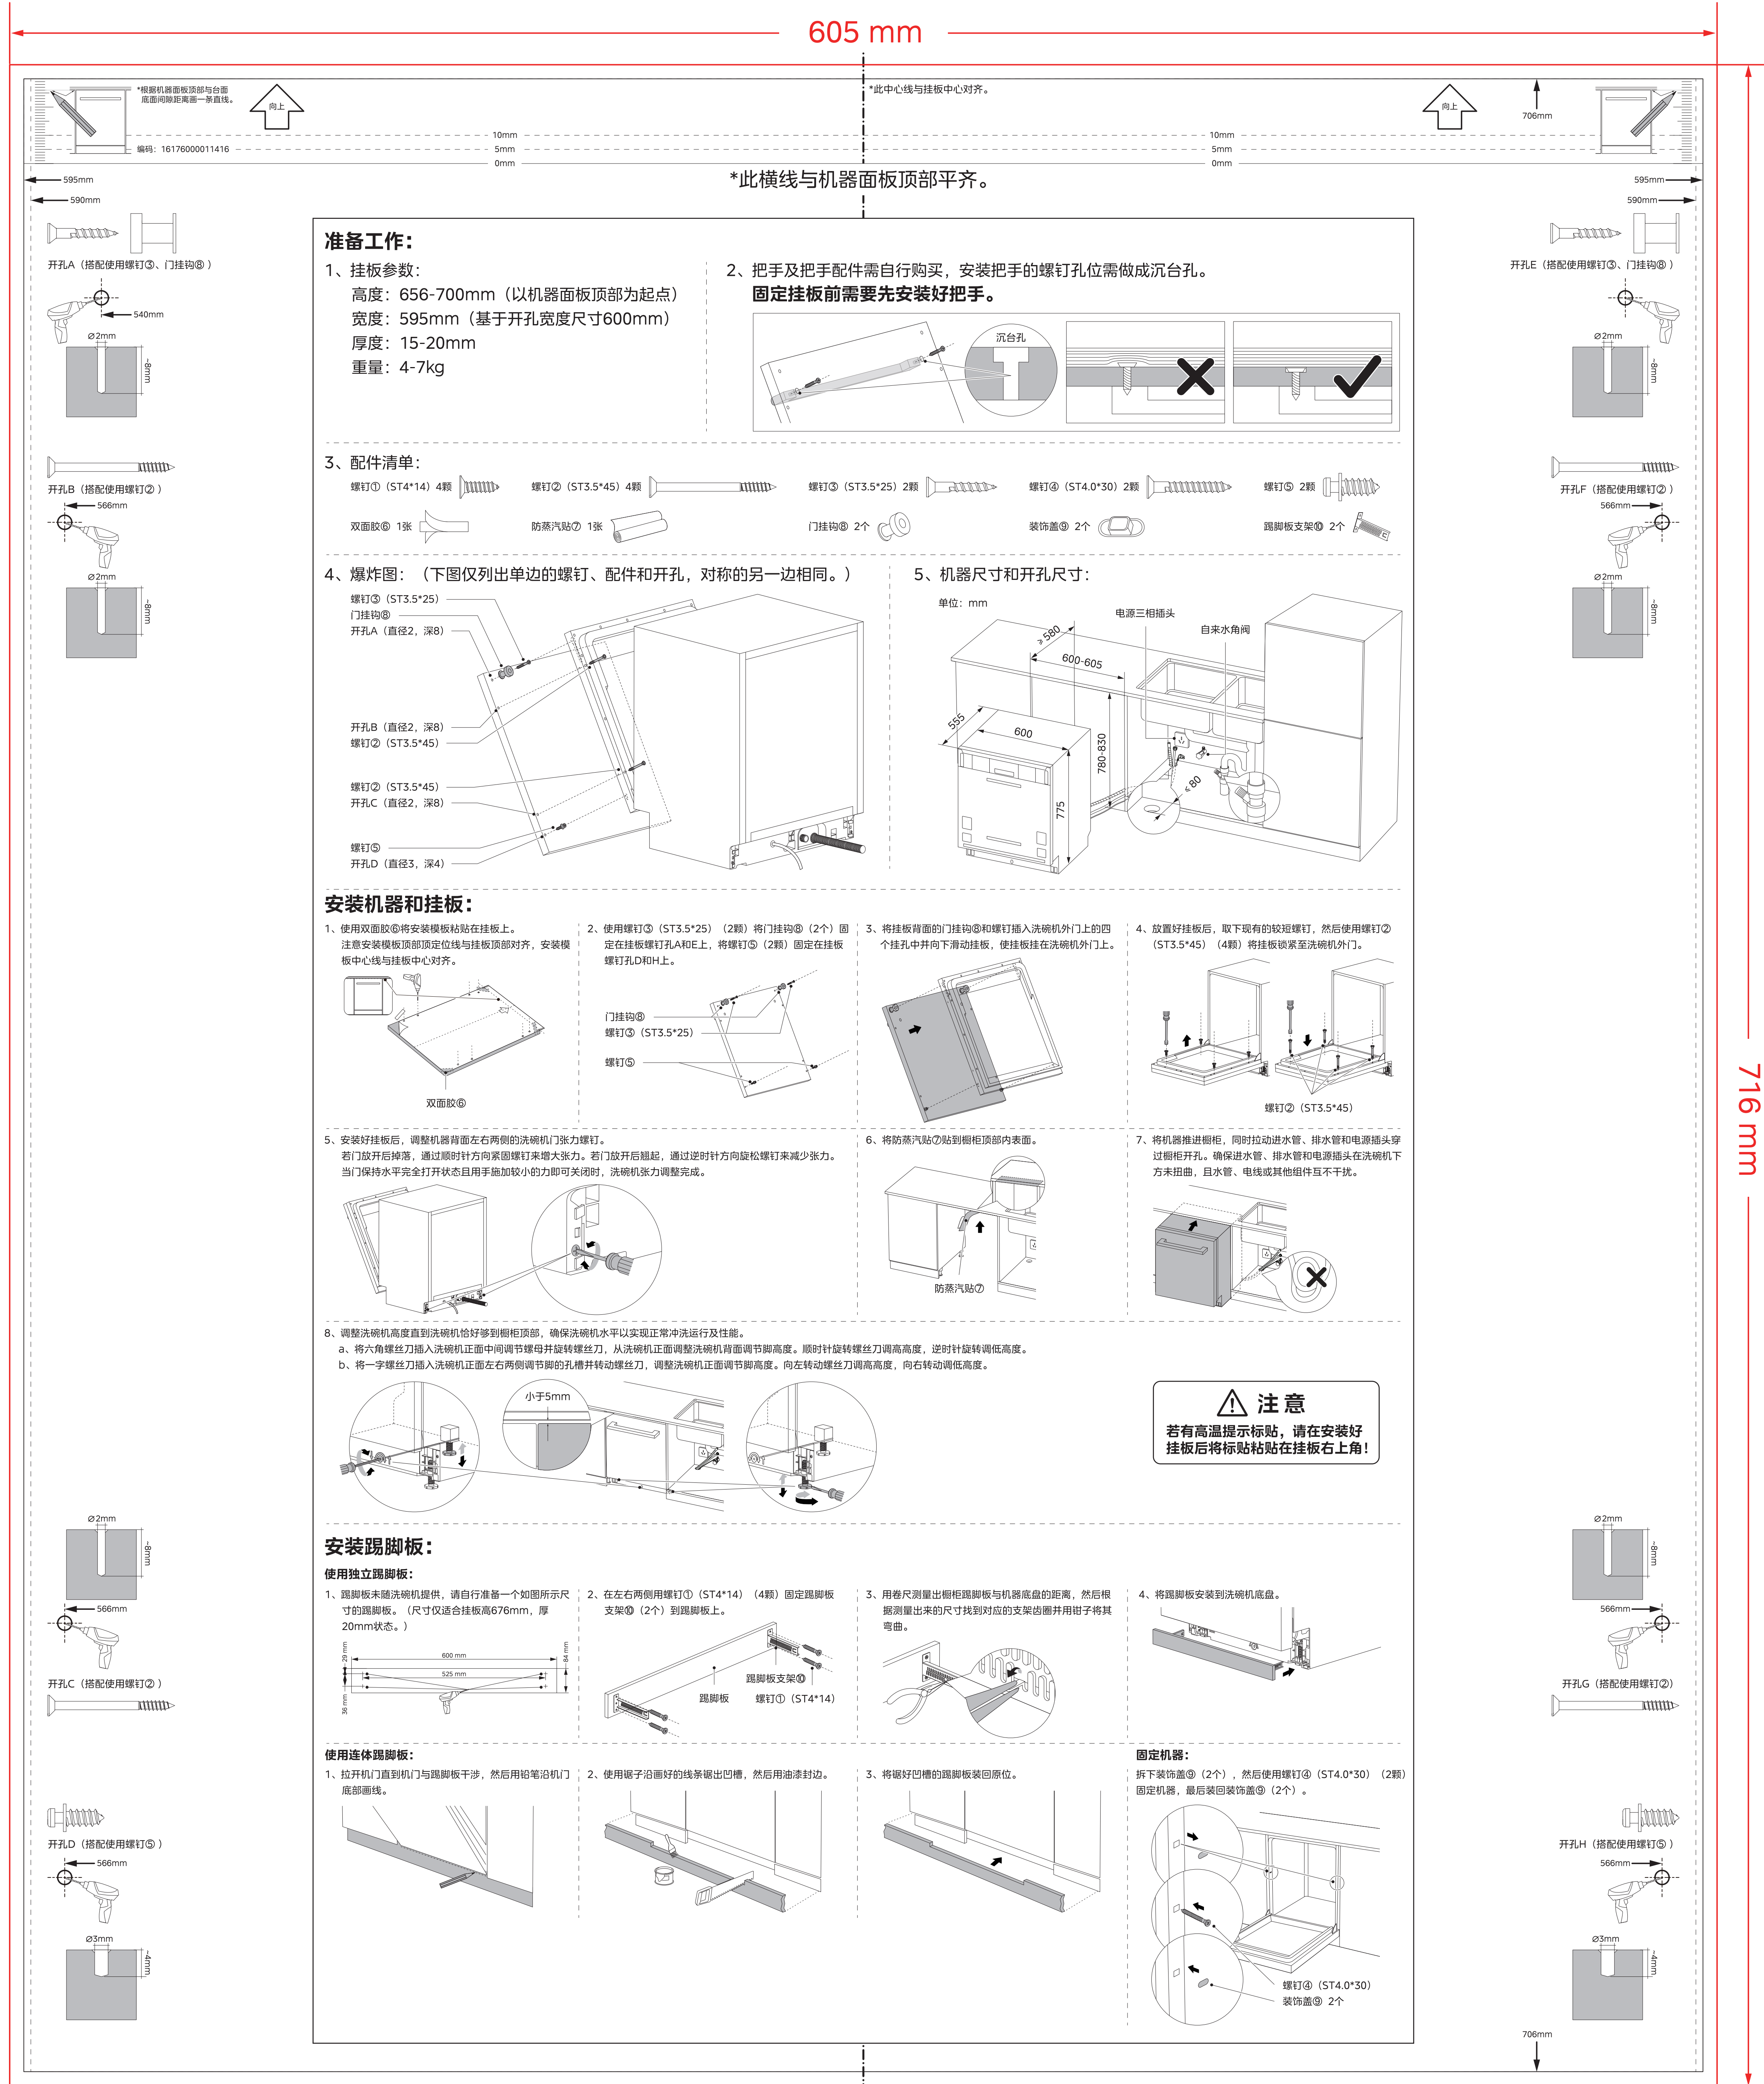 605 mm
*根据机器面板顶部与台面
底面间隙距离画一条直线。
向上
*此中心线与挂板中心对齐。
向上
706mm
10mm
10mm
编码：16176000011416
5mm
5mm
0mm
0mm
*此横线与机器面板顶部平齐。
595mm
595mm
590mm
590mm
开孔A（搭配使用螺钉③、门挂钩⑧ ）
540mm
Ø2mm
~8mm
开孔B（搭配使用螺钉② ）
566mm
Ø2mm
~8mm
Ø2mm
~8mm
566mm
开孔C（搭配使用螺钉② ）
开孔D（搭配使用螺钉⑤ ）
566mm
Ø3mm
~4mm
准备工作：
1、挂板参数：
高度：656-700mm（以机器面板顶部为起点）
宽度：595mm（基于开孔宽度尺寸600mm）
厚度：15-20mm
重量：4-7kg
2、把手及把手配件需自行购买，安装把手的螺钉孔位需做成沉台孔。
固定挂板前需要先安装好把手。
沉台孔
3、配件清单：
螺钉①（ST4*14）4颗
螺钉②（ST3.5*45）4颗
螺钉③（ST3.5*25）2颗
螺钉④（ST4.0*30）2颗
螺钉⑤ 2颗
双面胶⑥ 1张
防蒸汽贴⑦ 1张
门挂钩⑧ 2个
装饰盖⑨ 2个
踢脚板支架⑩ 2个
4、爆炸图：（下图仅列出单边的螺钉、配件和开孔，对称的另一边相同。）
螺钉③（ST3.5*25）
门挂钩⑧
开孔A（直径2，深8）
开孔B（直径2，深8）
螺钉②（ST3.5*45）
螺钉②（ST3.5*45）
开孔C（直径2，深8）
螺钉⑤
开孔D（直径3，深4）
5、机器尺寸和开孔尺寸：
单位：mm
电源三相插头
自来水角阀
≥580
600-605
555
600
780-830
775
≤80
安装机器和挂板：
1、使用双面胶⑥将安装模板粘贴在挂板上。
注意安装模板顶部顶定位线与挂板顶部对齐，安装模
板中心线与挂板中心对齐。
双面胶⑥
2、使用螺钉③（ST3.5*25）（2颗）将门挂钩⑧（2个）固
定在挂板螺钉孔A和E上，将螺钉⑤（2颗）固定在挂板
螺钉孔D和H上。
门挂钩⑧
螺钉③（ST3.5*25）
螺钉⑤
3、将挂板背面的门挂钩⑧和螺钉插入洗碗机外门上的四
个挂孔中并向下滑动挂板，使挂板挂在洗碗机外门上。
4、放置好挂板后，取下现有的较短螺钉，然后使用螺钉②
（ST3.5*45）（4颗）将挂板锁紧至洗碗机外门。
螺钉②（ST3.5*45）
5、安装好挂板后，调整机器背面左右两侧的洗碗机门张力螺钉。
若门放开后掉落，通过顺时针方向紧固螺钉来增大张力。若门放开后翘起，通过逆时针方向旋松螺钉来减少张力。
当门保持水平完全打开状态且用手施加较小的力即可关闭时，洗碗机张力调整完成。
6、将防蒸汽贴⑦贴到橱柜顶部内表面。
防蒸汽贴⑦
7、将机器推进橱柜，同时拉动进水管、排水管和电源插头穿
过橱柜开孔。确保进水管、排水管和电源插头在洗碗机下
方未扭曲，且水管、电线或其他组件互不干扰。
8、调整洗碗机高度直到洗碗机恰好够到橱柜顶部，确保洗碗机水平以实现正常冲洗运行及性能。
a、将六角螺丝刀插入洗碗机正面中间调节螺母并旋转螺丝刀，从洗碗机正面调整洗碗机背面调节脚高度。顺时针旋转螺丝刀调高高度，逆时针旋转调低高度。
b、将一字螺丝刀插入洗碗机正面左右两侧调节脚的孔槽并转动螺丝刀，调整洗碗机正面调节脚高度。向左转动螺丝刀调高高度，向右转动调低高度。
小于5mm
注意
若有高温提示标贴，请在安装好
挂板后将标贴粘贴在挂板右上角！
安装踢脚板：
使用独立踢脚板：
1、踢脚板未随洗碗机提供，请自行准备一个如图所示尺
寸的踢脚板。（尺寸仅适合挂板高676mm，厚
20mm状态。）
29 mm
600 mm
84 mm
525 mm
36 mm
2、在左右两侧用螺钉①（ST4*14）（4颗）固定踢脚板
支架⑩（2个）到踢脚板上。
踢脚板支架⑩
踢脚板
螺钉①（ST4*14）
3、用卷尺测量出橱柜踢脚板与机器底盘的距离，然后根
据测量出来的尺寸找到对应的支架齿圈并用钳子将其
弯曲。
4、将踢脚板安装到洗碗机底盘。
使用连体踢脚板：
1、拉开机门直到机门与踢脚板干涉，然后用铅笔沿机门
底部画线。
2、使用锯子沿画好的线条锯出凹槽，然后用油漆封边。
3、将锯好凹槽的踢脚板装回原位。
固定机器：
拆下装饰盖⑨（2个），然后使用螺钉④（ST4.0*30）（2颗）
固定机器，最后装回装饰盖⑨（2个）。
螺钉④（ST4.0*30）
装饰盖⑨ 2个
开孔E（搭配使用螺钉③、门挂钩⑧ ）
Ø2mm
~8mm
开孔F（搭配使用螺钉② ）
566mm
Ø2mm
~8mm
Ø2mm
~8mm
566mm
开孔G（搭配使用螺钉②）
开孔H（搭配使用螺钉⑤ ）
566mm
Ø3mm
~4mm
706mm
716 mm